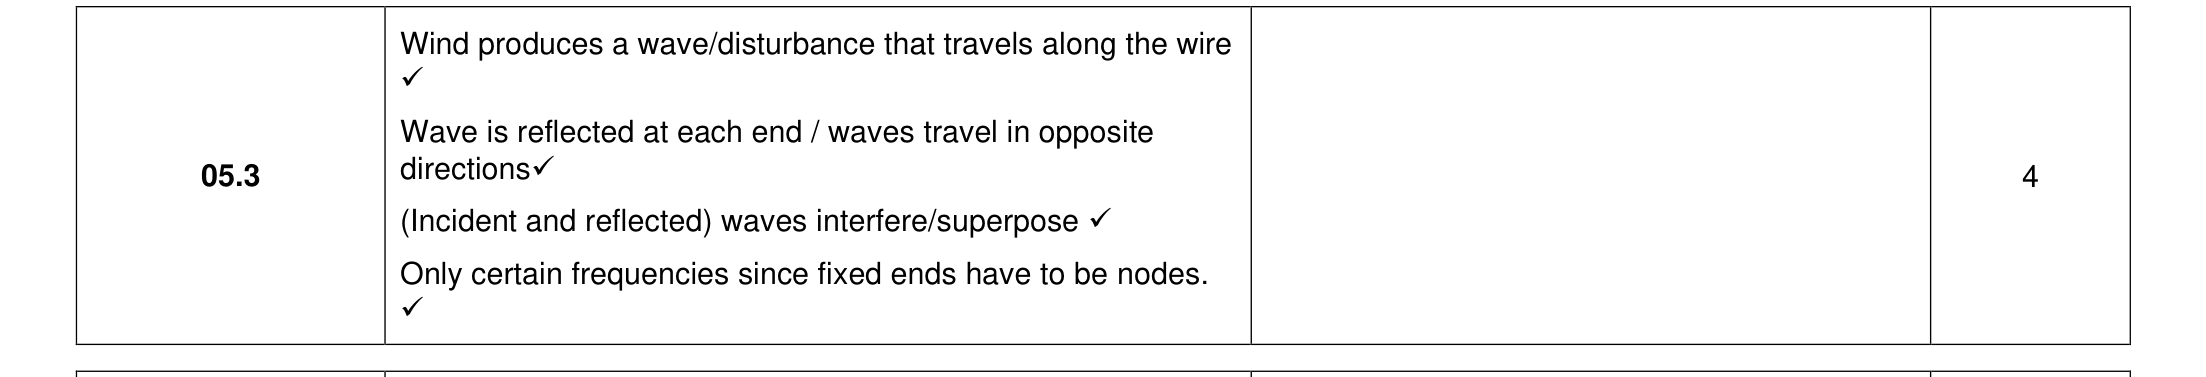 Wind produces a wave/disturbance that travels along the wire
✓
Wave is reflected at each end / waves travel in opposite
directions✓
05.3
4
(Incident and reflected) waves interfere/superpose ✓
Only certain frequencies since fixed ends have to be nodes.
✓